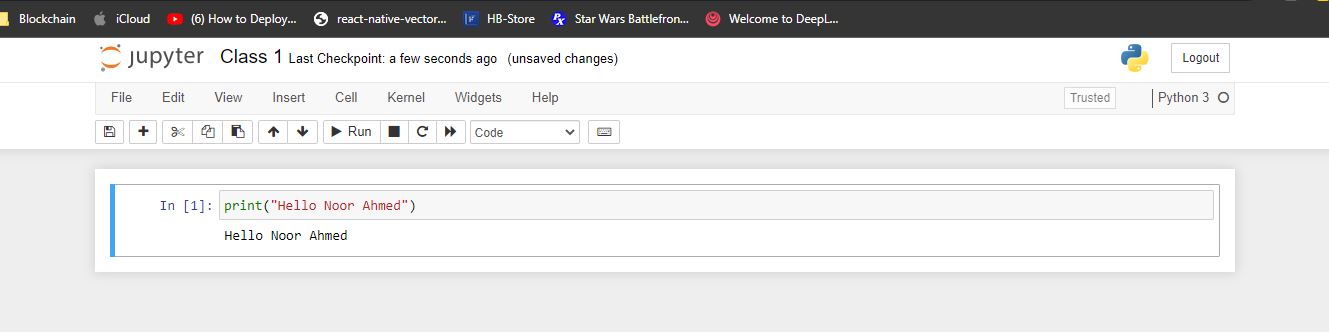 Blockchain iCloud (6) How to Deploy... react-native-vector... HB-Store Star Wars Battlefron... Welcome to DeepL...
jupyter Class 1 Last Checkpoint: a few seconds ago (unsaved changes) Logout
File Edit View Insert Cell Kernel Widgets Help Trusted Python 3
Run Code
In [1]: print("Hello Noor Ahmed")
Hello Noor Ahmed